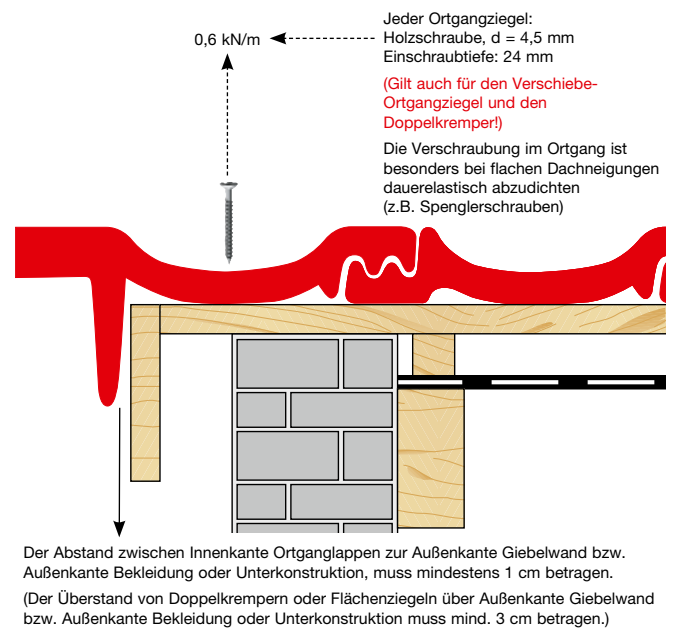 Jeder Ortgangziegel:
0,6 kN/m
Holzschraube, d = 4,5 mm
Einschraubtiefe: 24 mm
(Gilt auch für den Verschiebe-
Ortgangziegel und den
Doppelkremper!)
Die Verschraubung im Ortgang ist
besonders bei flachen Dachneigungen
dauerelastisch abzudichten
(z.B. Spenglerschrauben)
Der Abstand zwischen Innenkante Ortganglappen zur Außenkante Giebelwand bzw.
Außenkante Bekleidung oder Unterkonstruktion, muss mindestens 1 cm betragen.
(Der Überstand von Doppelkrempern oder Flächenziegeln über Außenkante Giebelwand
bzw. Außenkante Bekleidung oder Unterkonstruktion muss mind. 3 cm betragen.)